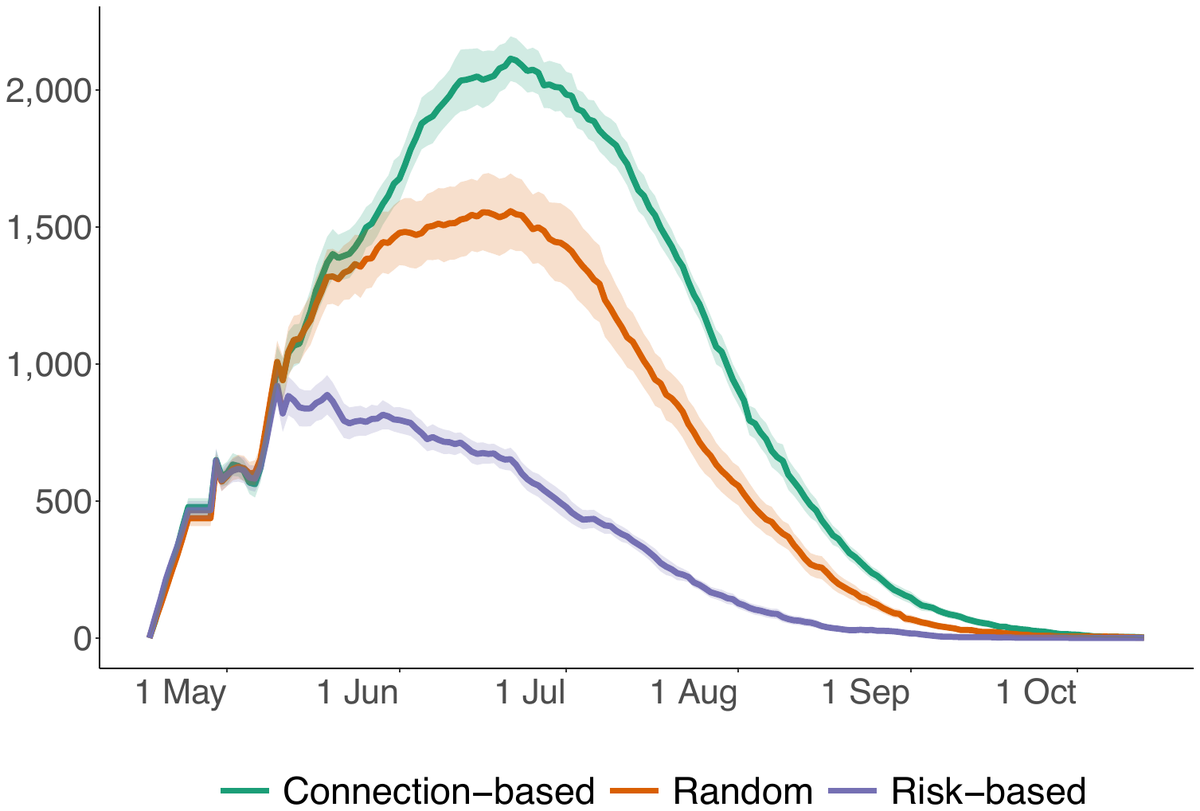 2,000
1,500
1,000
500
0
1 May 1 Jun 1 Jul 1 Aug 1 Sep 1 Oct
Connection−based Random Risk−based